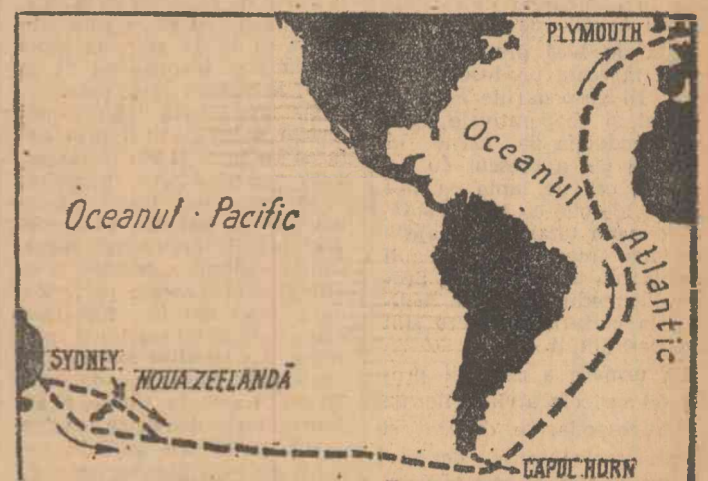 PLYMOUTH
Oceanul
Atlantic
Oceanul · Pacific
SYDNEY
NOUA ZEELANDĂ
CAPUL HORN